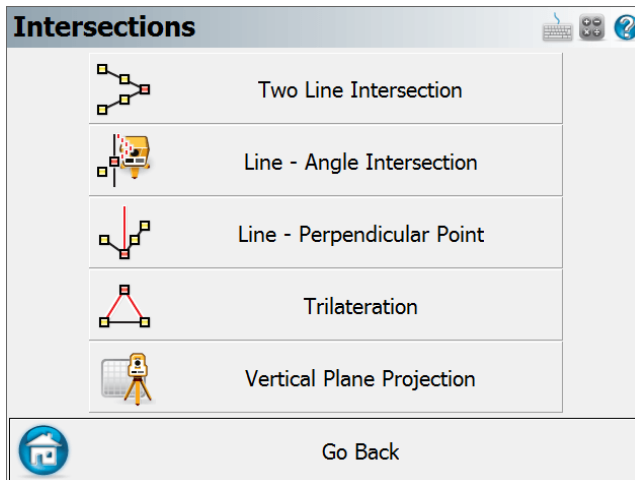 Intersections
Two Line Intersection
Line - Angle Intersection
Line - Perpendicular Point
Trilateration
Vertical Plane Projection
Go Back